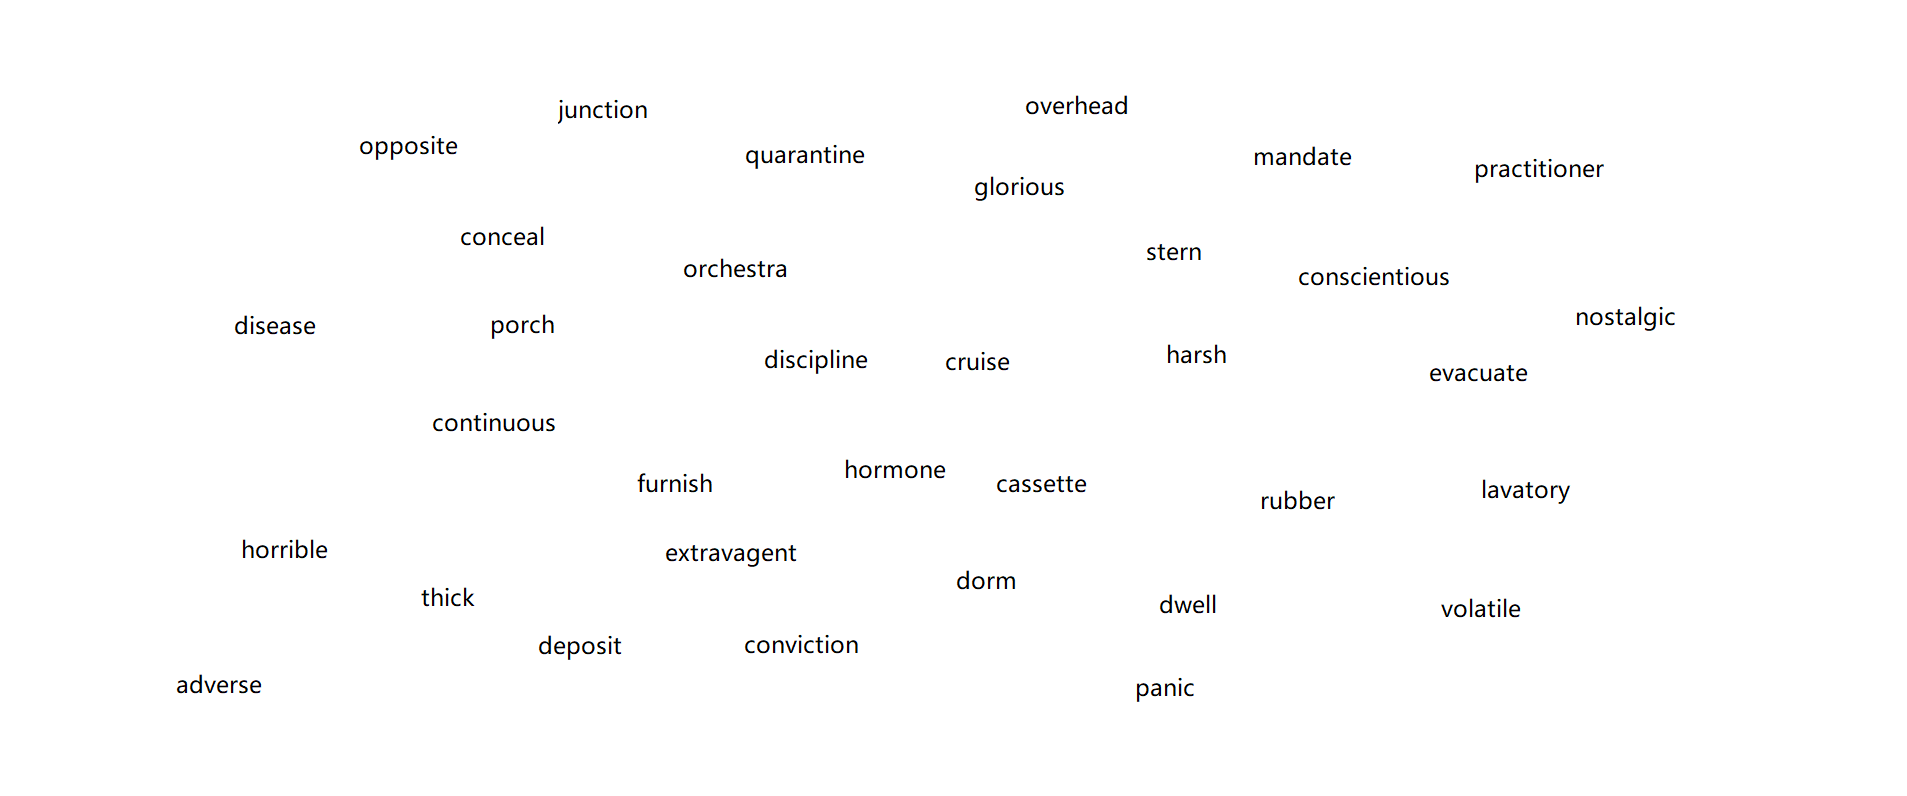 overhead
junction
opposite
quarantine
mandate
practitioner
glorious
conceal
stern
orchestra
conscientious
nostalgic
disease
porch
harsh
discipline
cruise
evacuate
continuous
hormone
furnish
cassette
lavatory
rubber
horrible
extravagent
dorm
thick
dwell
volatile
deposit
conviction
adverse
panic